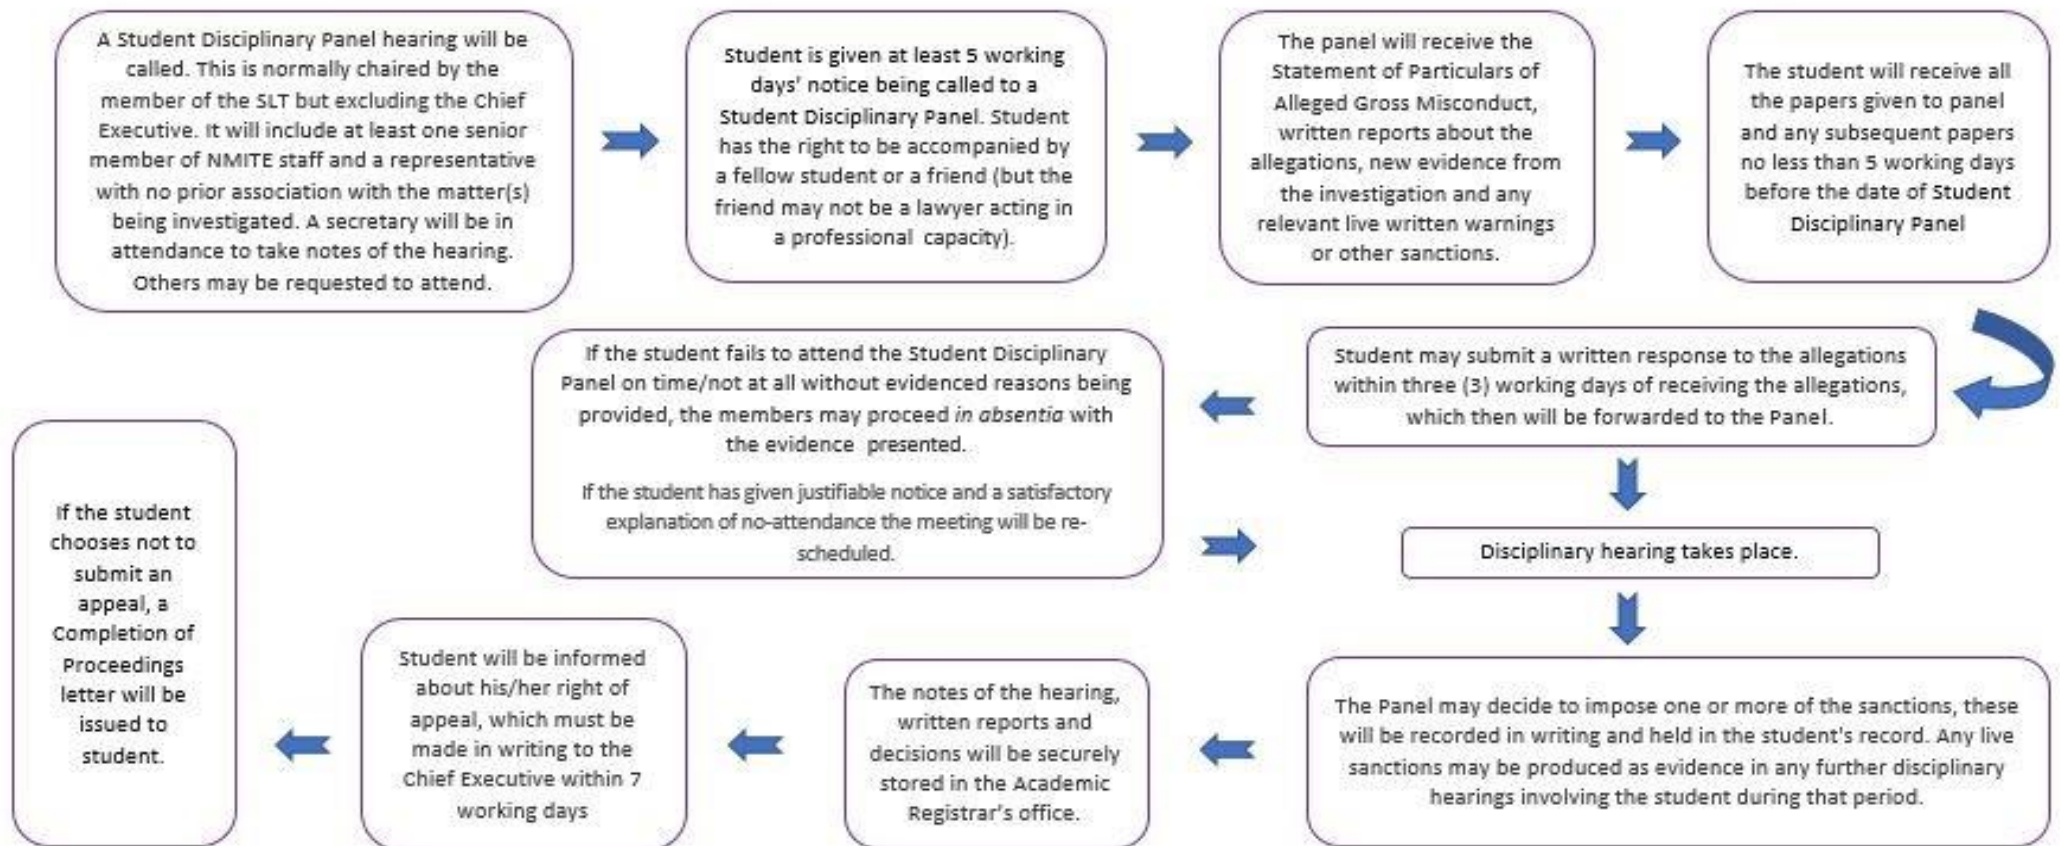 A Student Disciplinary Panel hearing will be
called. This is normally chaired by the
member of the SLT but excluding the Chief
Executive. It will include at least one senior
member of NMITE staff and a representative
with no prior association with the matter(s)
being investigated. A secretary will be in
attendance to take notes of the hearing.
Others may be requested to attend.
Student is given at least 5 working
days' notice being called to a
Student Disciplinary Panel. Student
has the right to be accompanied by
a fellow student or a friend (but the
friend may not be a lawyer acting in
a professional capacity).
The panel will receive the
Statement of Particulars of
Alleged Gross Misconduct,
written reports about the
allegations, new evidence from
the investigation and any
relevant live written warnings
or other sanctions.
The student will receive all
the papers given to panel
and any subsequent papers
no less than 5 working days
before the date of Student
Disciplinary Panel
Student may submit a written response to the allegations
within three (3) working days of receiving the allegations,
which then will be forwarded to the Panel.
If the student fails to attend the Student Disciplinary
Panel on time/not at all without evidenced reasons being
provided, the members may proceed in absentia with
the evidence presented.
If the student has given justifiable notice and a satisfactory
explanation of no-attendance the meeting will be re-
scheduled.
Disciplinary hearing takes place.
The Panel may decide to impose one or more of the sanctions, these
will be recorded in writing and held in the student's record. Any live
sanctions may be produced as evidence in any further disciplinary
hearings involving the student during that period.
The notes of the hearing,
written reports and
decisions will be securely
stored in the Academic
Registrar's office.
Student will be informed
about his/her right of
appeal, which must be
made in writing to the
Chief Executive within 7
working days
If the student
chooses not to
submit an
appeal, a
Completion of
Proceedings
letter will be
issued to
student.